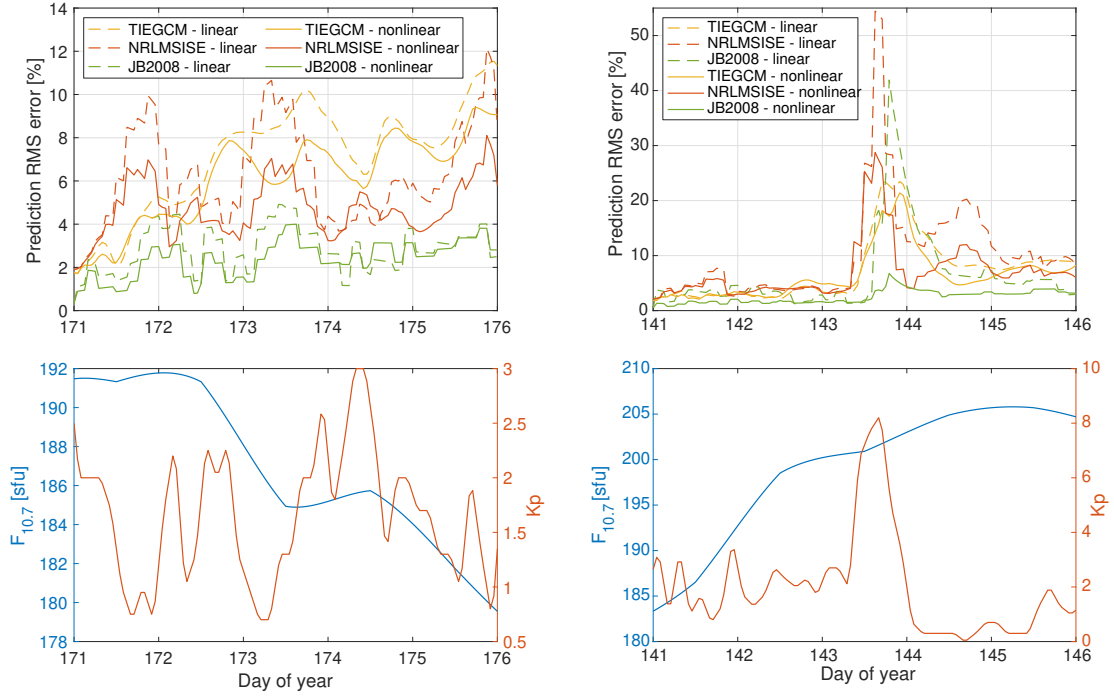 Prediction RMS error [%]
14
12
10
8
6
4
2
0
TIEGCM - linear
NRLMSISE - linear
JB2008 - linear
TIEGCM - nonlinear
NRLMSISE - nonlinear
JB2008 - nonlinear
171 172 173 174 175 176
Prediction RMS error [%]
50
40
30
20
10
0
TIEGCM - linear
NRLMSISE - linear
JB2008 - linear
TIEGCM - nonlinear
NRLMSISE - nonlinear
JB2008 - nonlinear
141 142 143 144 145 146
F10.7 [sfu]
192
190
188
186
184
182
180
178
3
2.5
2
1.5
1
0.5
Kp
171 172 173 174 175 176
Day of year
F10.7 [sfu]
210
205
200
195
190
185
180
10
8
6
4
2
0
Kp
141 142 143 144 145 146
Day of year